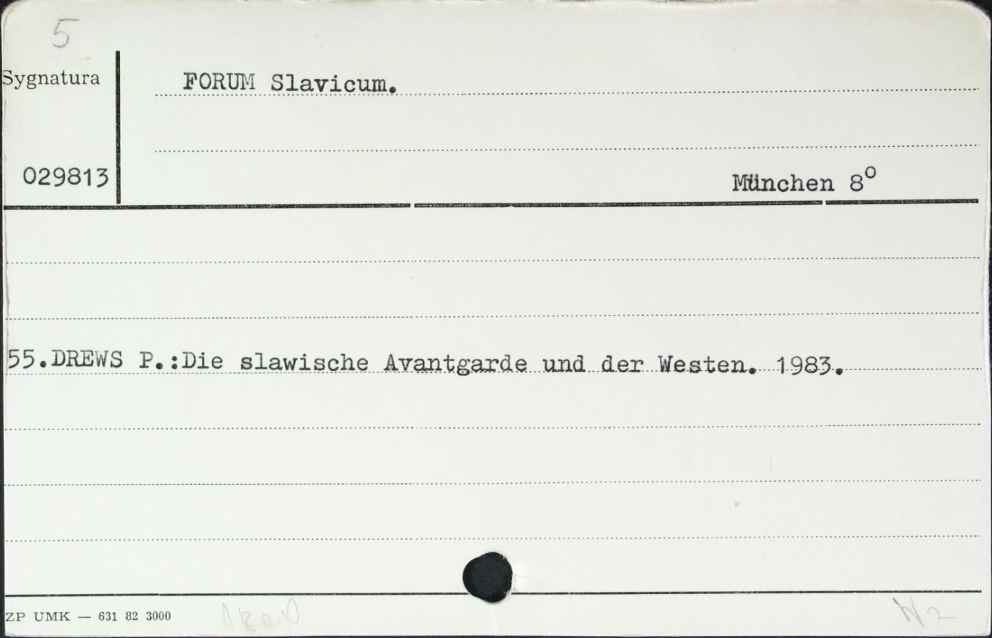 5
Sygnatura
FORUM Slavicum.
029813
München 8°
55.DREWS P.:Die slawische Avantgarde und der Westen. 1983.
ZP UMK — 631 82 3000